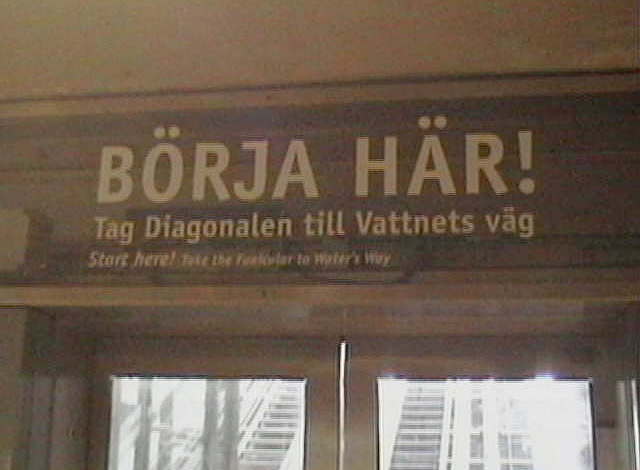 BÖRJA HÄR!
Tag Diagonalen till Vattnets väg
Start here! Take the Funicular to Water's Way